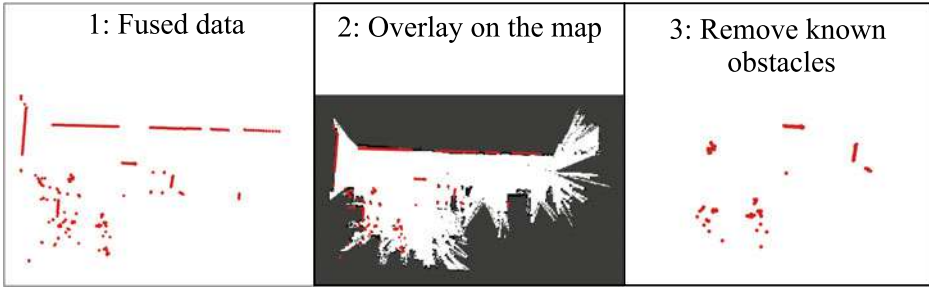 1: Fused data
2: Overlay on the map
3: Remove known
obstacles